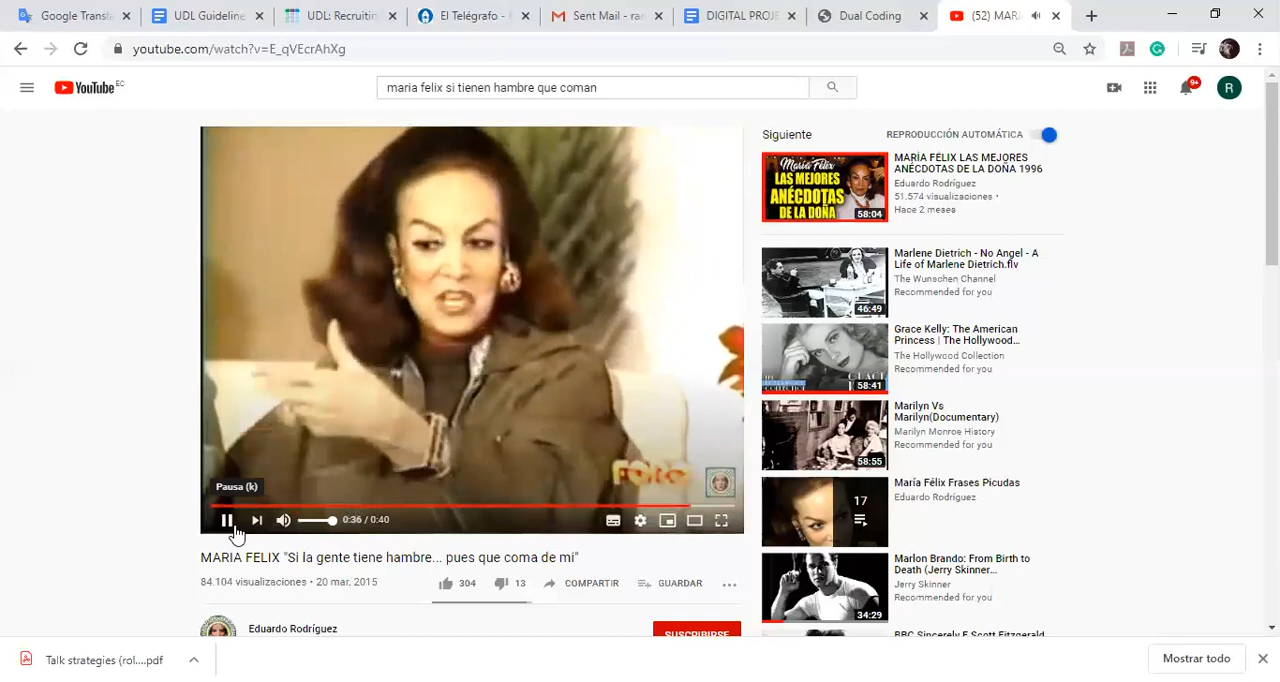 Google Transl
UDL Guideline
UDL: Recruitin
El Telégrafo -
Sent Mail - ran
DIGITAL PROJE
Dual Coding
(52) MARI
youtube.com/watch?v=E_qVEcrAhXg
YouTube EC
maria felix si tienen hambre que coman
9+
R
Siguiente
REPRODUCCIÓN AUTOMÁTICA
María Félix
LAS MEJORES
ANÉCDOTAS
DE LA DOÑA
58:04
MARÍA FÉLIX LAS MEJORES
ANÉCDOTAS DE LA DOÑA 1996
Eduardo Rodríguez
51.574 visualizaciones •
Hace 2 meses
46:49
Marlene Dietrich - No Angel - A
Life of Marlene Dietrich.flv
The Wunschen Channel
Recommended for you
58:41
Grace Kelly: The American
Princess | The Hollywood...
The Hollywood Collection
Recommended for you
58:55
Marilyn Vs
Marilyn(Documentary)
Marilyn Monroe History
Recommended for you
17
María Félix Frases Picudas
Eduardo Rodríguez
34:29
Marlon Brando: From Birth to
Death (Jerry Skinner...
Jerry Skinner
Recommended for you
BBC Sincerely F Scott Fitzgerald
Pausa (k)
0:36 / 0:40
MARIA FELIX "Si la gente tiene hambre... pues que coma de mi"
84.104 visualizaciones • 20 mar. 2015
304
13
COMPARTIR
GUARDAR
Eduardo Rodríguez
SUSCRIBIRSE
Talk strategies (rol....pdf
Mostrar todo